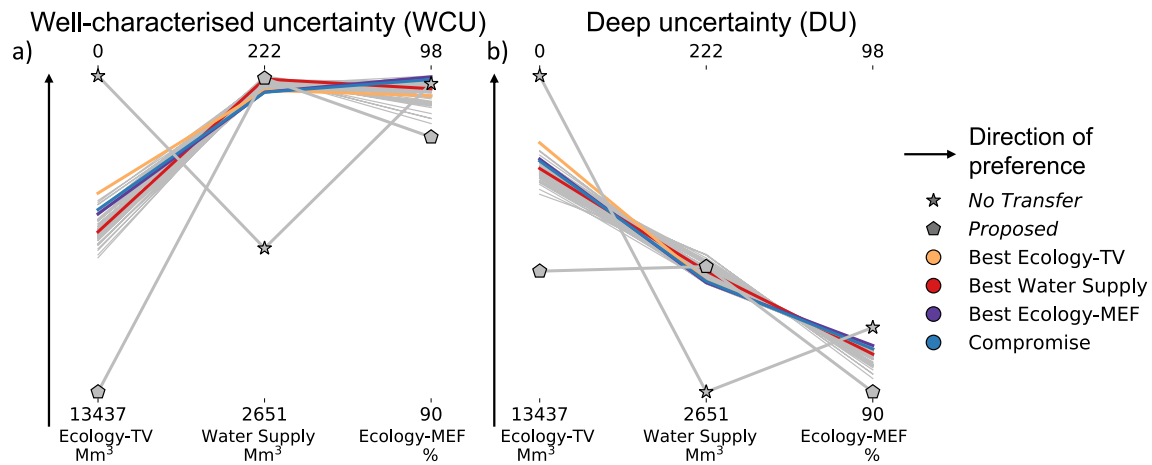 Well-characterised uncertainty (WCU)
a)
0
222
98
13437
2651
90
Ecology-TV
Mm³
Water Supply
Mm³
Ecology-MEF
%
Deep uncertainty (DU)
b)
0
222
98
13437
2651
90
Ecology-TV
Mm³
Water Supply
Mm³
Ecology-MEF
%
Direction of
preference
No Transfer
Proposed
Best Ecology-TV
Best Water Supply
Best Ecology-MEF
Compromise